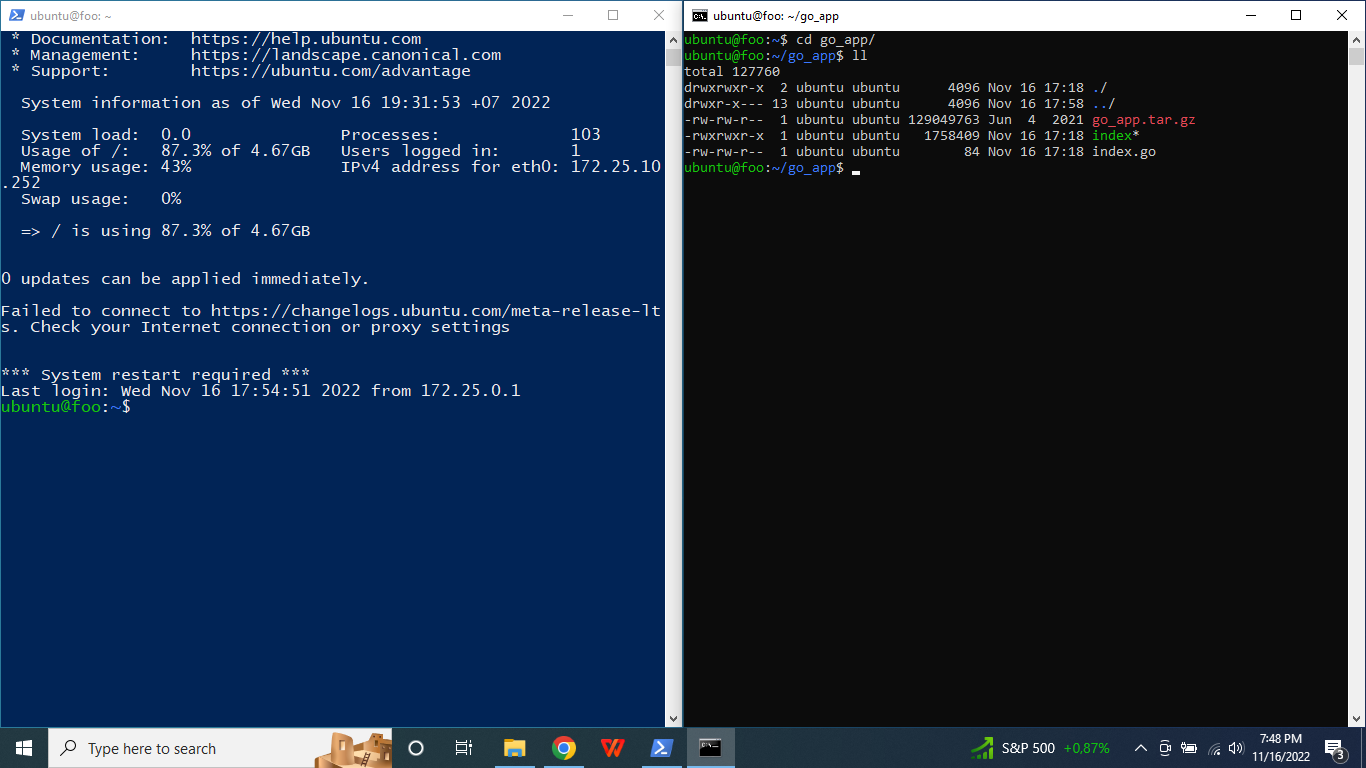 ubuntu@foo: ~
* Documentation:  https://help.ubuntu.com
* Management:     https://landscape.canonical.com
* Support:        https://ubuntu.com/advantage
System information as of Wed Nov 16 19:31:53 +07 2022
System load:  0.0                Processes:             103
Usage of /:   87.3% of 4.67GB   Users logged in:       1
Memory usage: 43%               IPv4 address for eth0: 172.25.10
.252
Swap usage:   0%
=> / is using 87.3% of 4.67GB
0 updates can be applied immediately.
Failed to connect to https://changelogs.ubuntu.com/meta-release-lt
s. Check your Internet connection or proxy settings
*** System restart required ***
Last login: Wed Nov 16 17:54:51 2022 from 172.25.0.1
ubuntu@foo:~$
ubuntu@foo: ~/go_app
ubuntu@foo:~$ cd go_app/
ubuntu@foo:~/go_app$ ll
total 127760
drwxrwxr-x  2 ubuntu ubuntu      4096 Nov 16 17:18 ./
drwxr-x--- 13 ubuntu ubuntu      4096 Nov 16 17:58 ../
-rw-rw-r--  1 ubuntu ubuntu 129049763 Jun  4  2021 go_app.tar.gz
-rwxrwxr-x  1 ubuntu ubuntu   1758409 Nov 16 17:18 index*
-rw-rw-r--  1 ubuntu ubuntu        84 Nov 16 17:18 index.go
ubuntu@foo:~/go_app$
Type here to search
S&P 500 +0,87%
7:48 PM
11/16/2022
3